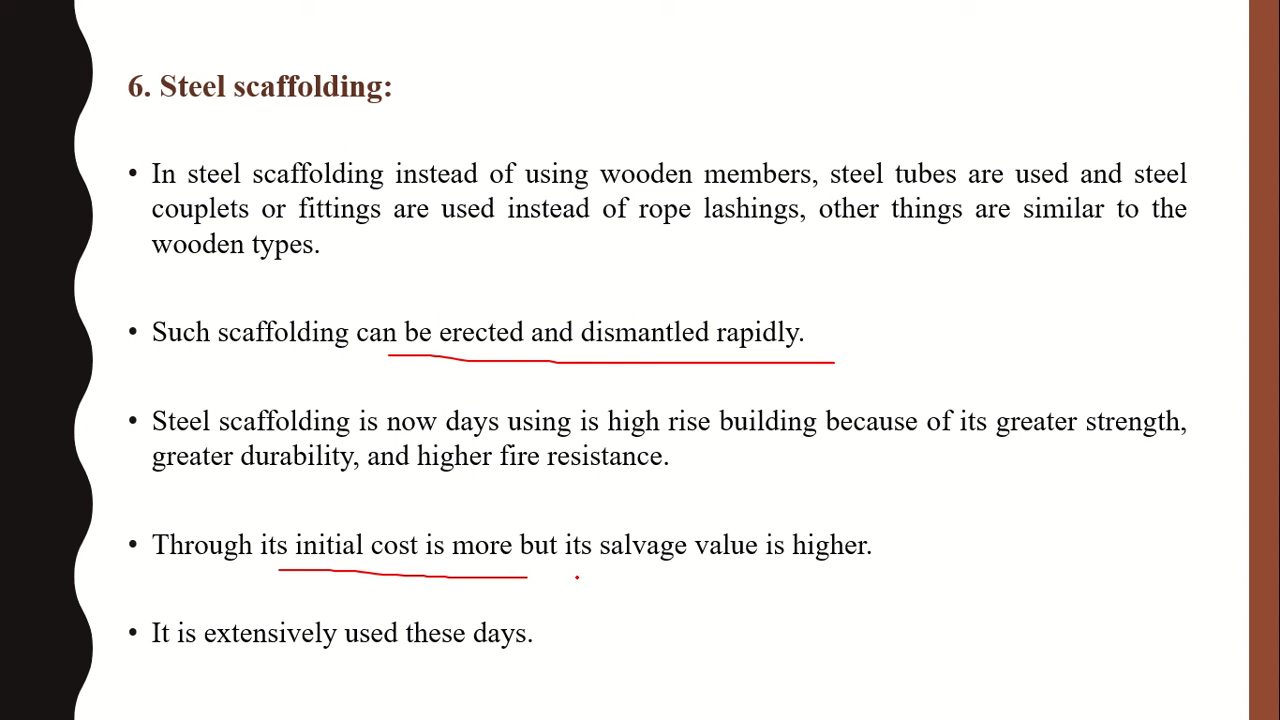 6. Steel scaffolding:
• In steel scaffolding instead of using wooden members, steel tubes are used and steel
couplets or fittings are used instead of rope lashings, other things are similar to the
wooden types.
• Such scaffolding can be erected and dismantled rapidly.
• Steel scaffolding is now days using is high rise building because of its greater strength,
greater durability, and higher fire resistance.
• Through its initial cost is more but its salvage value is higher.
• It is extensively used these days.